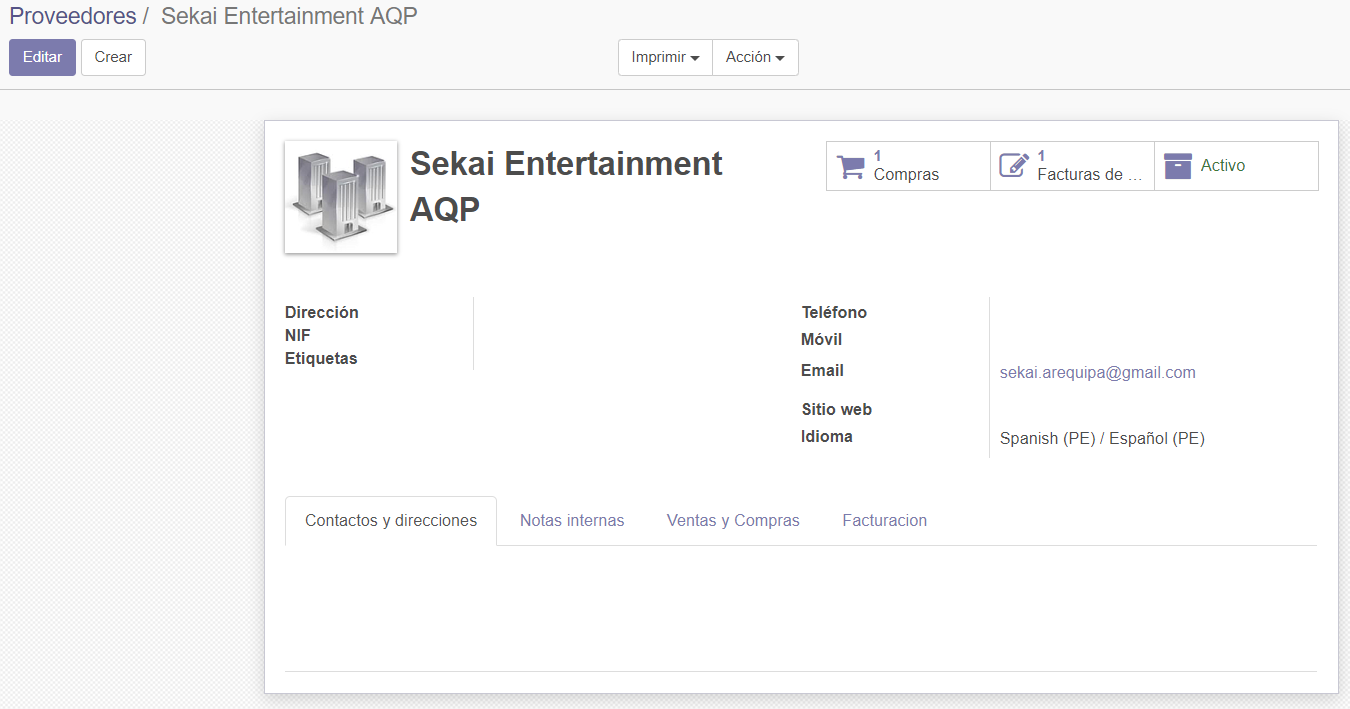 Proveedores / Sekai Entertainment AQP
Editar
Crear
Imprimir
Acción
Sekai Entertainment
AQP
1
Compras
1
Facturas de ...
Activo
Dirección
NIF
Etiquetas
Teléfono
Móvil
Email
sekai.arequipa@gmail.com
Sitio web
Idioma
Spanish (PE) / Español (PE)
Contactos y direcciones
Notas internas
Ventas y Compras
Facturacion